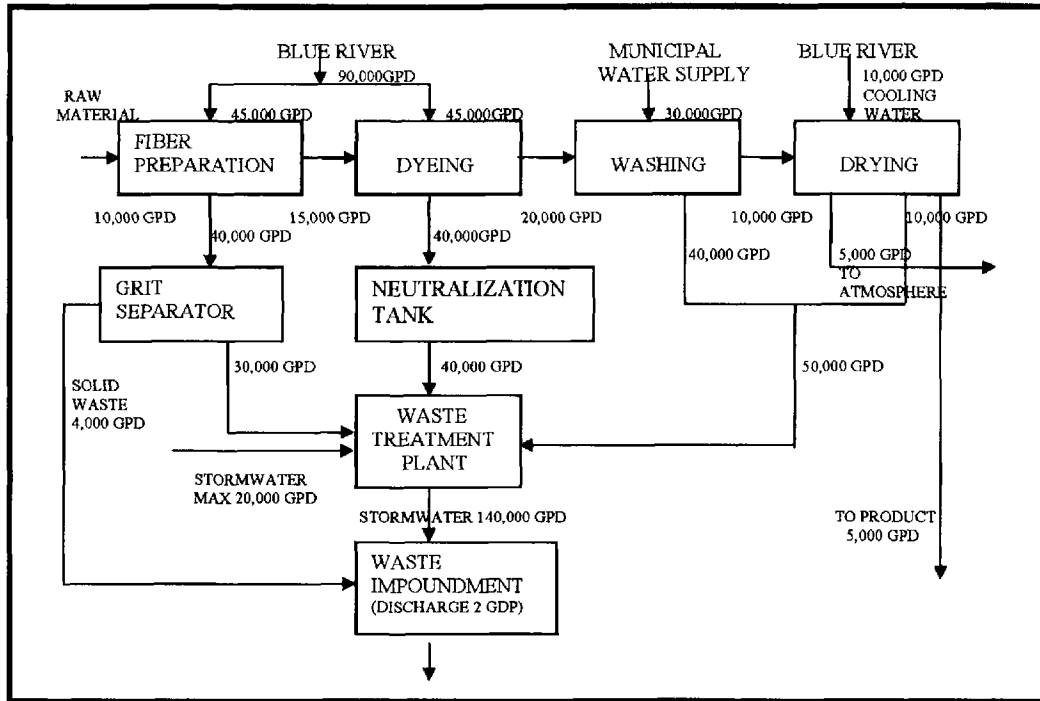 BLUE RIVER
90,000GPD
MUNICIPAL
WATER SUPPLY
BLUE RIVER
10,000 GPD
COOLING
WATER
RAW
MATERIAL
45,000 GPD
45,000GPD
30,000GPD
FIBER
PREPARATION
DYEING
WASHING
DRYING
10,000 GPD
40,000 GPD
15,000 GPD
40,000GPD
20,000 GPD
40,000 GPD
10,000 GPD
5,000 GPD
TO
ATMOSPHERE
10,000 GPD
GRIT
SEPARATOR
NEUTRALIZATION
TANK
SOLID
WASTE
4,000 GPD
30,000 GPD
40,000 GPD
50,000 GPD
WASTE
TREATMENT
PLANT
STORMWATER
MAX 20,000 GPD
STORMWATER 140,000 GPD
TO PRODUCT
5,000 GPD
WASTE
IMPOUNDMENT
(DISCHARGE 2 GDP)